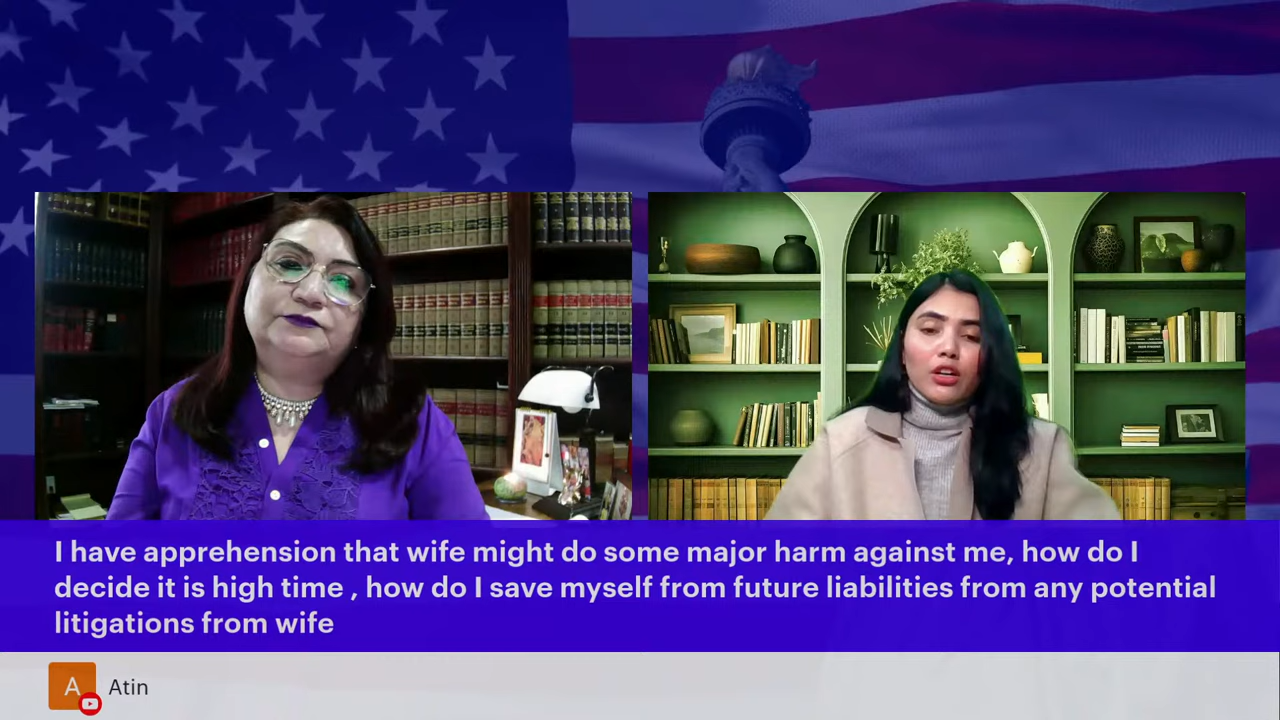 I have apprehension that wife might do some major harm against me, how do I
decide it is high time , how do I save myself from future liabilities from any potential
litigations from wife
A
Atin